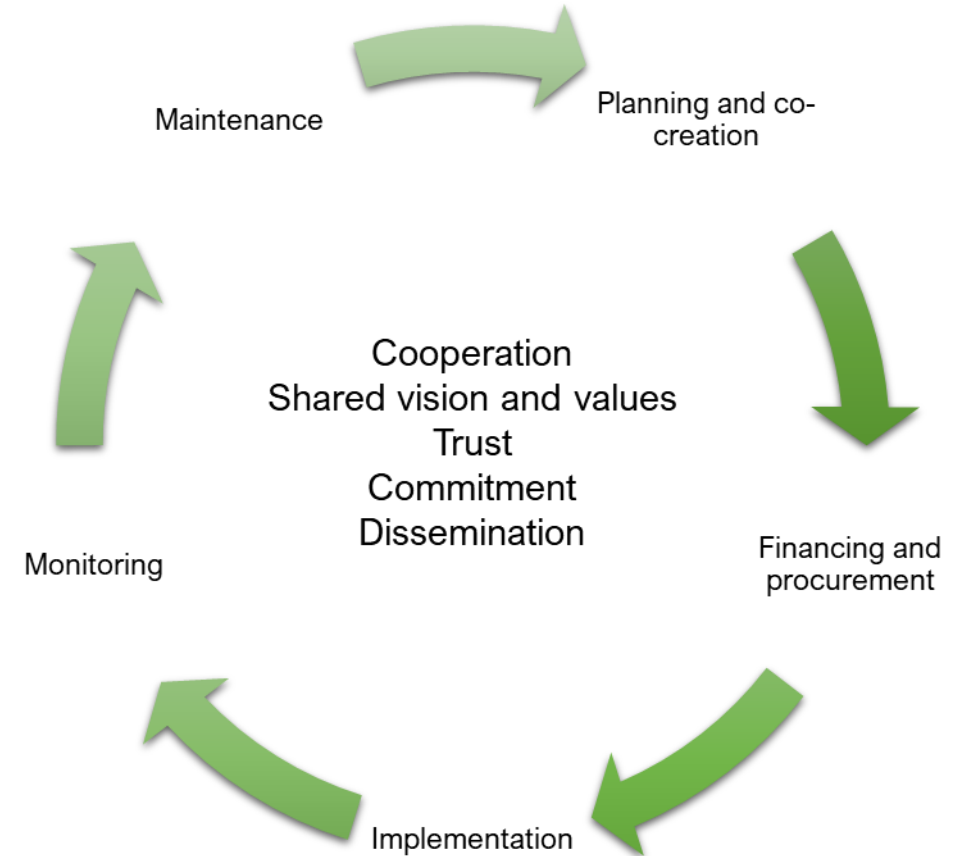 Maintenance
Planning and co-
creation
Cooperation
Shared vision and values
Trust
Commitment
Dissemination
Financing and
procurement
Monitoring
Implementation